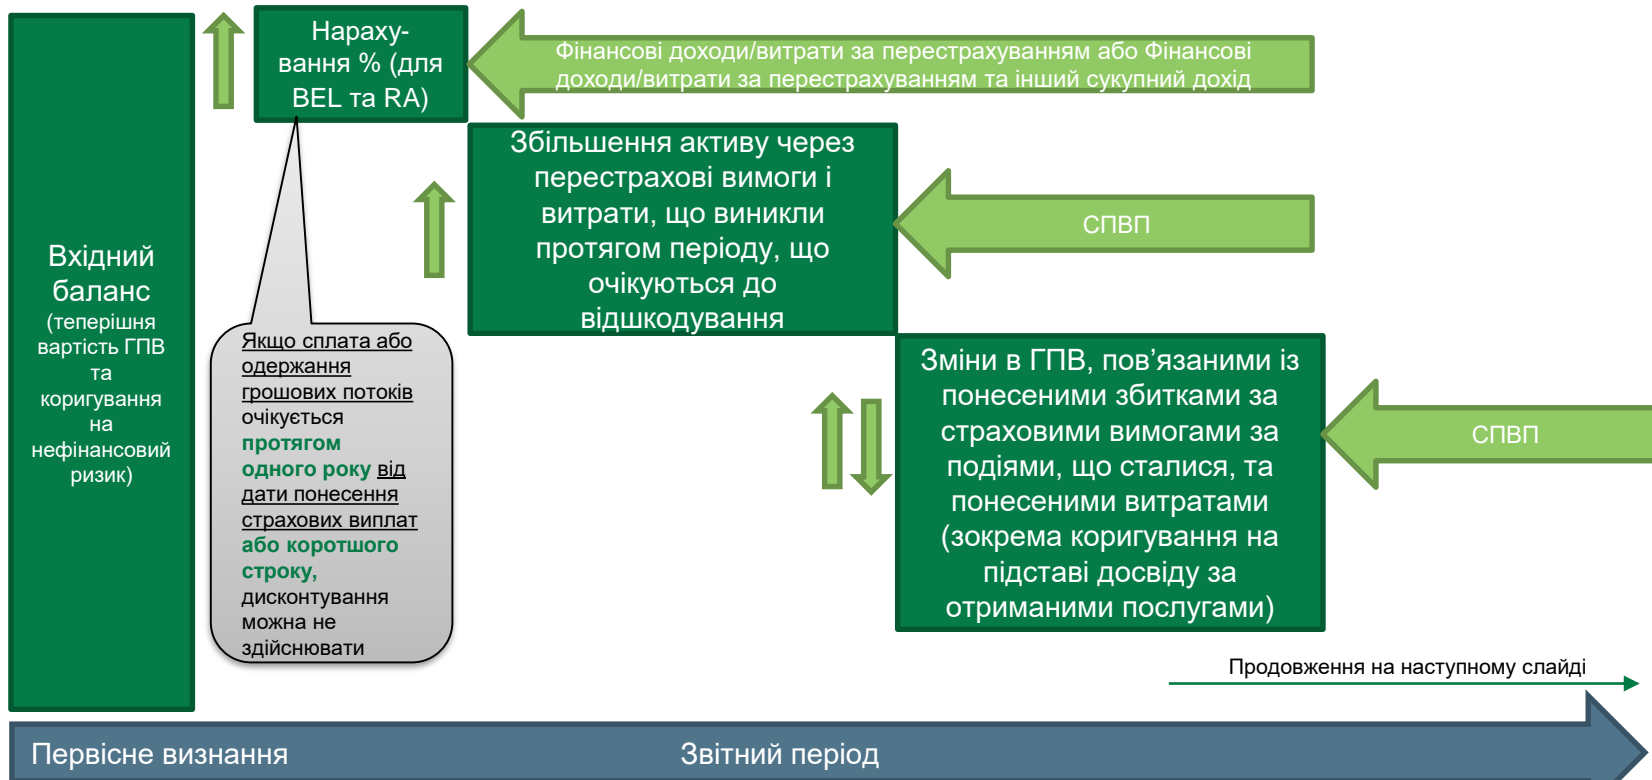 Вхідний
баланс
(теперішня
вартість ГПВ
та
коригування
на
нефінансовий
ризик)
Нараху-
вання % (для
BEL та RA)
Фінансові доходи/витрати за перестрахуванням або Фінансові
доходи/витрати за перестрахуванням та інший сукупний дохід
Збільшення активу через
перестрахові вимоги і
витрати, що виникли
протягом періоду, що
очікуються до
відшкодування
СПВП
Якщо сплата або
одержання
грошових потоків
очікується
протягом
одного року від
дати понесення
страхових виплат
або коротшого
строку,
дисконтування
можна не
здійснювати
Зміни в ГПВ, пов’язаними із
понесеними збитками за
страховими вимогами за
подіями, що сталися, та
понесеними витратами
(зокрема коригування на
підставі досвіду за
отриманими послугами)
СПВП
Продовження на наступному слайді
Первісне визнання
Звітний період